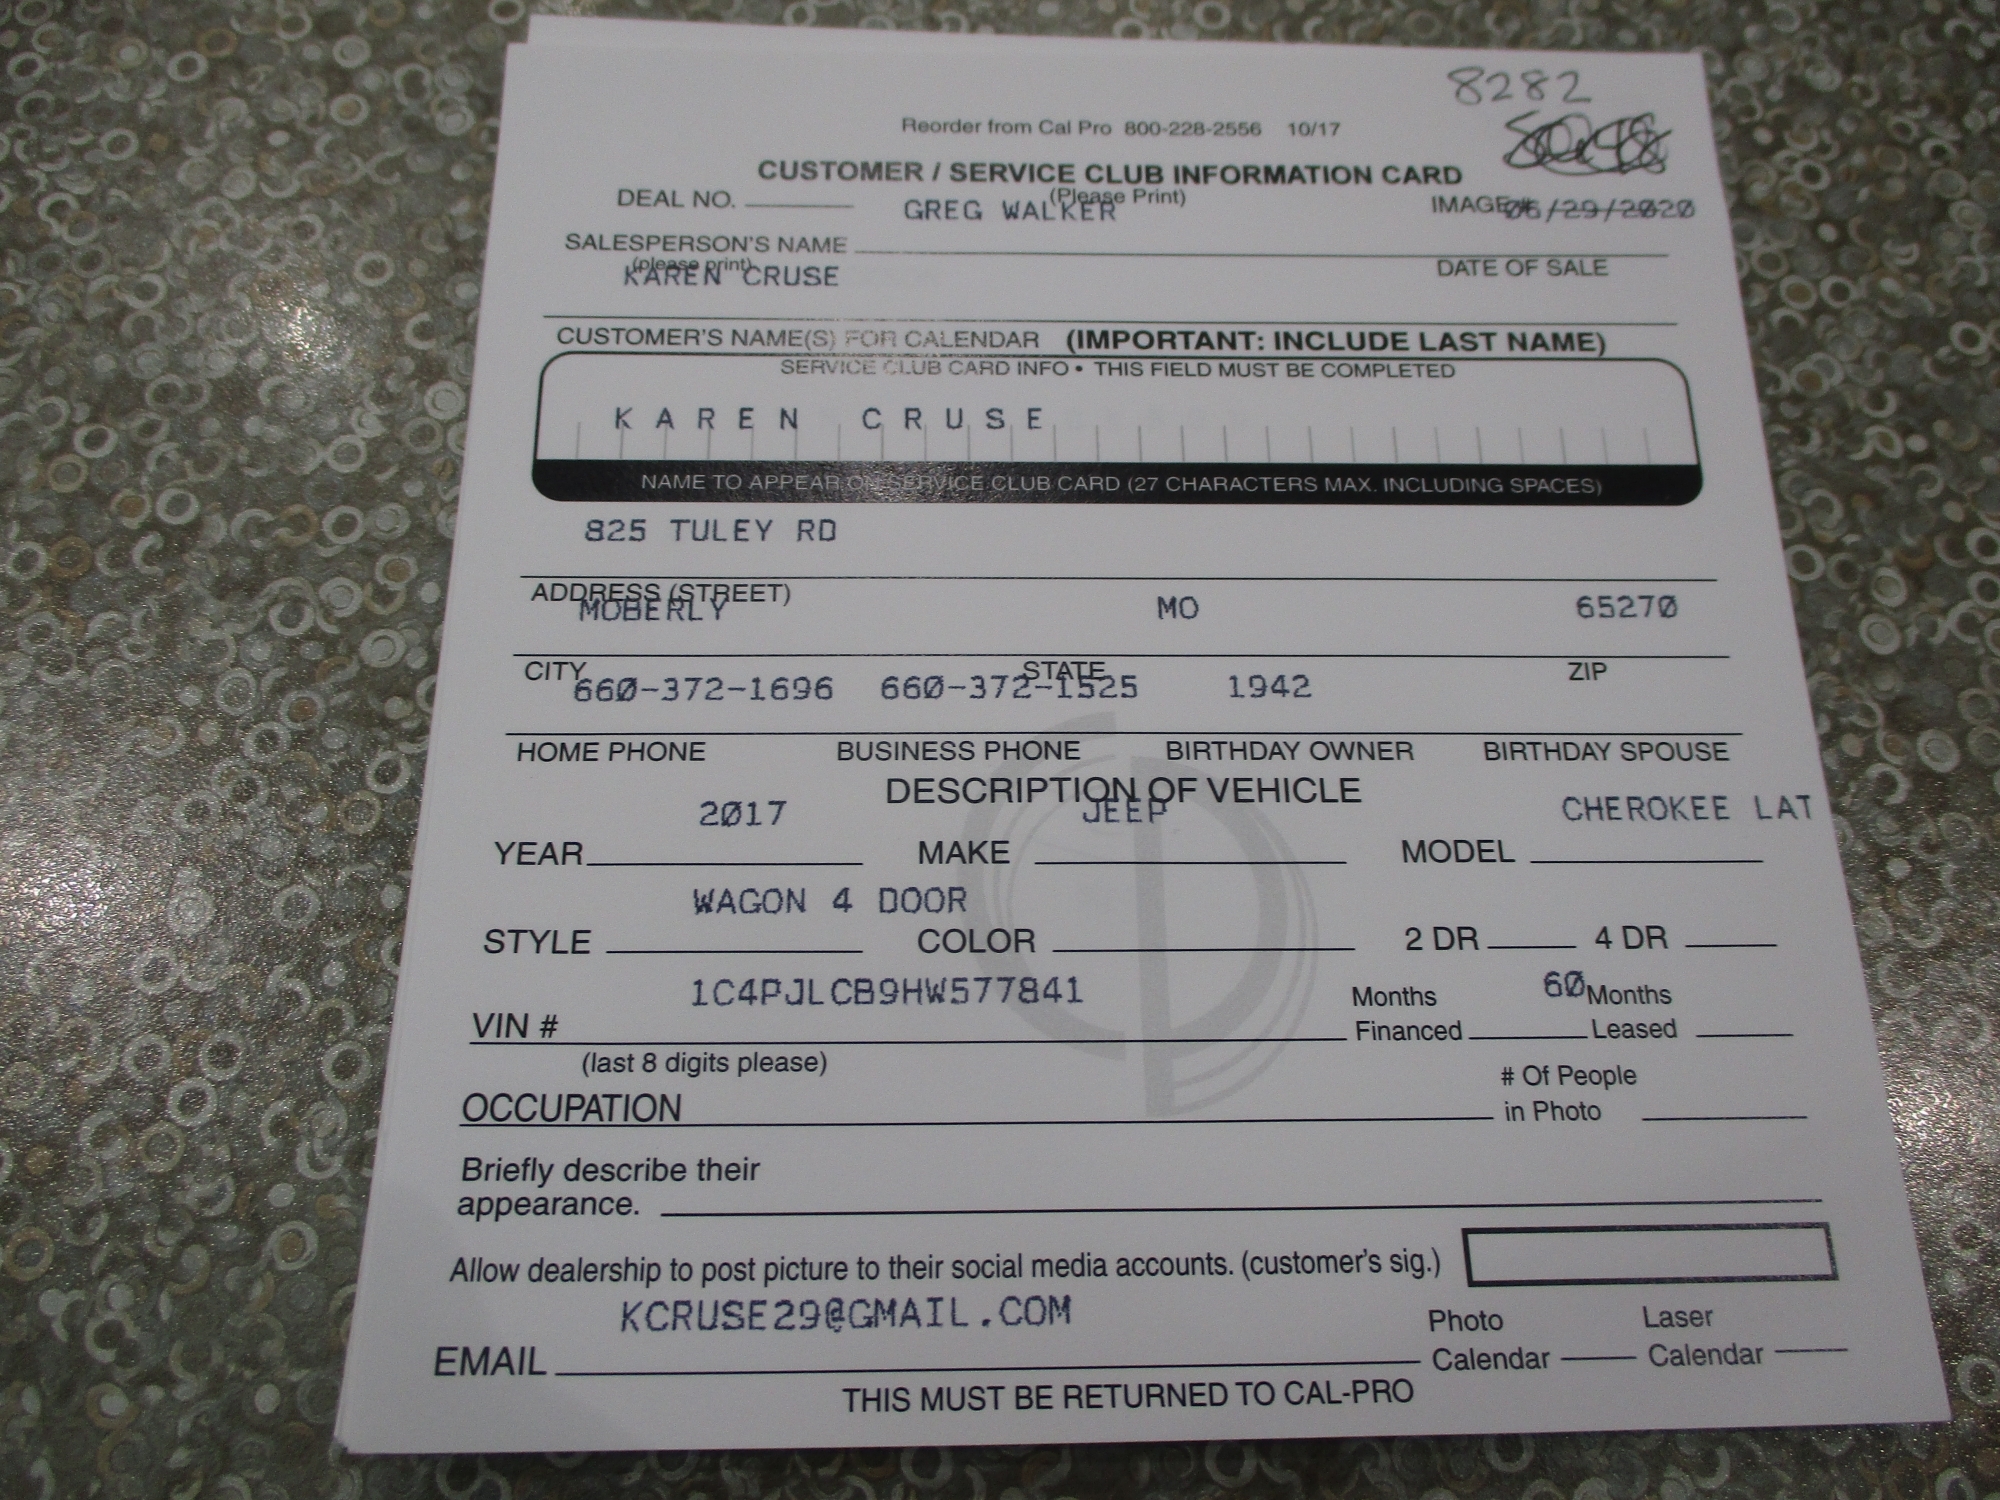 8282
Reorder from Cal Pro 800-228-2556 10/17
CUSTOMER / SERVICE CLUB INFORMATION CARD
(Please Print)
DEAL NO. GREG WALKER IMAGE# 06/29/2020
SALESPERSON'S NAME
(please print)
KAREN CRUSE DATE OF SALE
CUSTOMER'S NAME(S) FOR CALENDAR (IMPORTANT: INCLUDE LAST NAME)
SERVICE CLUB CARD INFO • THIS FIELD MUST BE COMPLETED
KAREN CRUSE
NAME TO APPEAR ON SERVICE CLUB CARD (27 CHARACTERS MAX. INCLUDING SPACES)
825 TULEY RD
ADDRESS (STREET)
MOBERLY MO 65270
CITY STATE ZIP
660-372-1696 660-372-1525 1942
HOME PHONE BUSINESS PHONE BIRTHDAY OWNER BIRTHDAY SPOUSE
DESCRIPTION OF VEHICLE
2017 JEEP CHEROKEE LAT
YEAR MAKE MODEL
WAGON 4 DOOR
STYLE COLOR 2 DR 4 DR
1C4PJLCB9HW577841 Months 60 Months
VIN # Financed Leased
(last 8 digits please)
# Of People
OCCUPATION in Photo
Briefly describe their
appearance.
Allow dealership to post picture to their social media accounts. (customer's sig.)
KCRUSE29@GMAIL.COM Photo Laser
EMAIL Calendar Calendar
THIS MUST BE RETURNED TO CAL-PRO